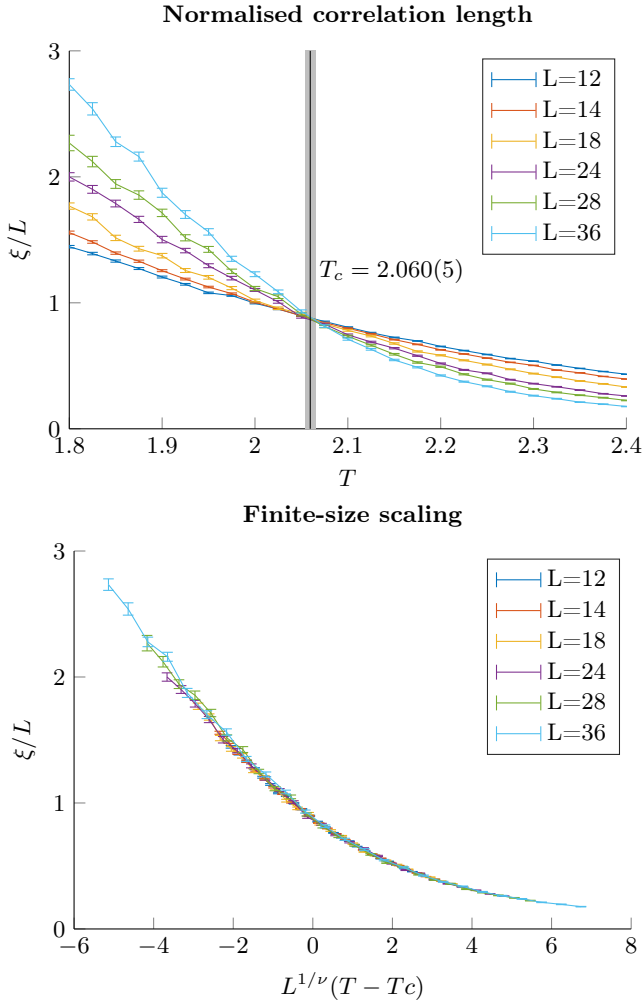 Normalised correlation length
3
2
1
0
ξ/L
L=12
L=14
L=18
L=24
L=28
L=36
T_c = 2.060(5)
1.8 1.9 2 2.1 2.2 2.3 2.4
T
Finite-size scaling
3
2
1
0
ξ/L
L=12
L=14
L=18
L=24
L=28
L=36
−6 −4 −2 0 2 4 6 8
L^{1/ν}(T − Tc)